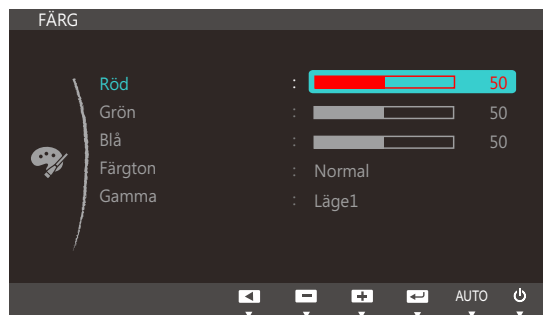 FÄRG
Röd : 50
Grön : 50
Blå : 50
Färgton : Normal
Gamma : Läge1
AUTO